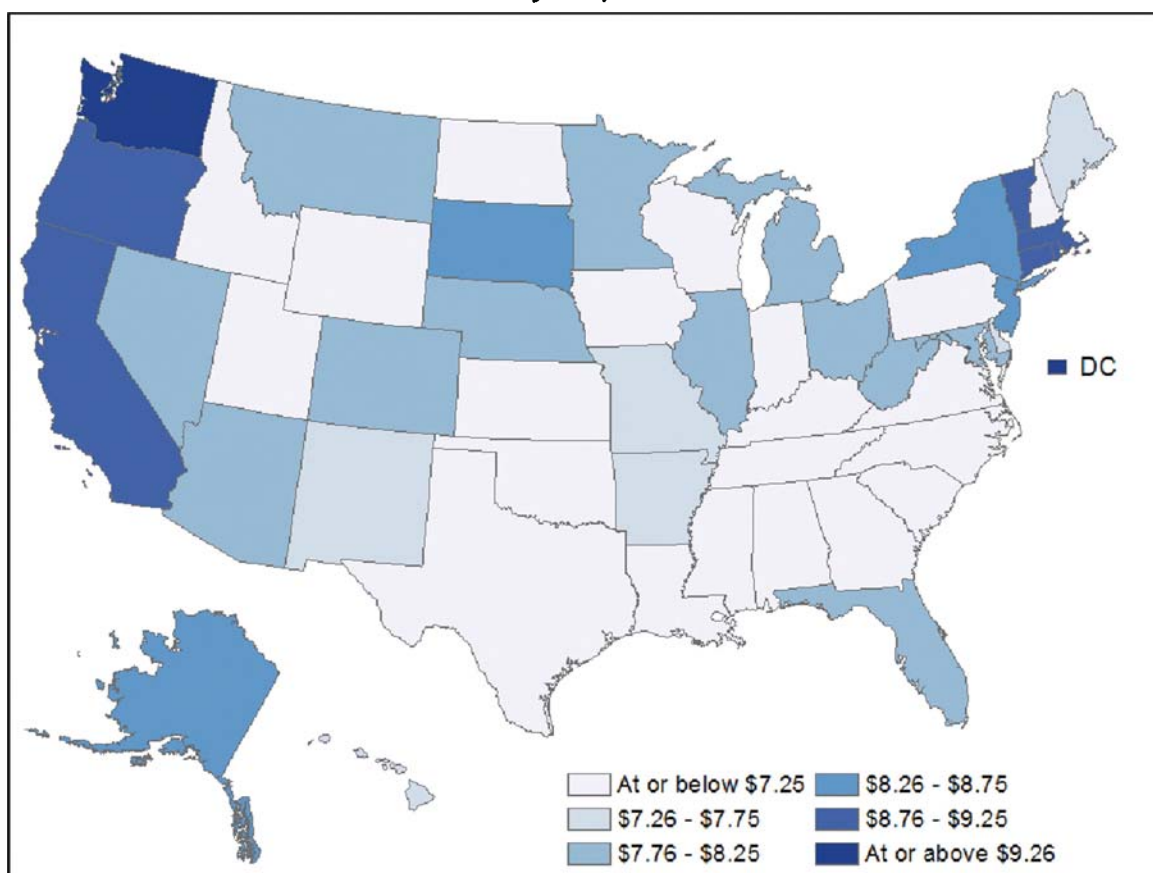 DC
At or below $7.25
$7.26 - $7.75
$7.76 - $8.25
$8.26 - $8.75
$8.76 - $9.25
At or above $9.26